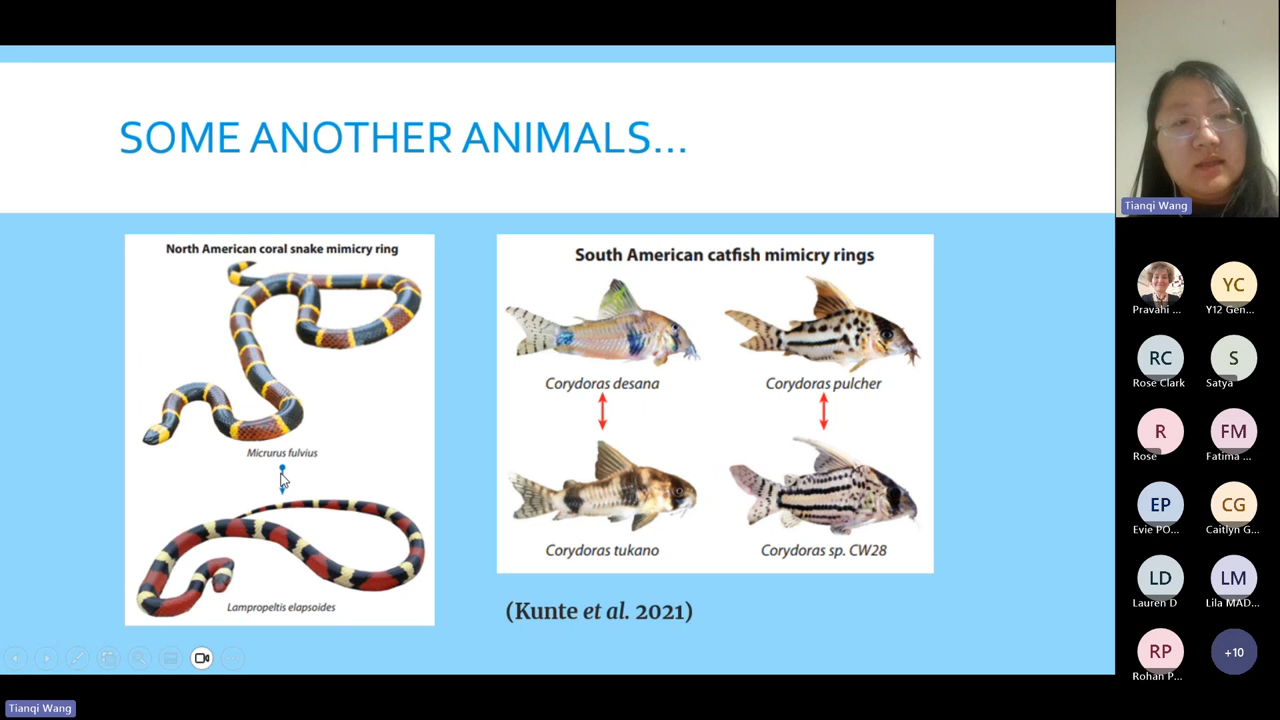 SOME ANOTHER ANIMALS...
North American coral snake mimicry ring
Micrurus fulvius
Lampropeltis elapsoides
South American catfish mimicry rings
Corydoras desana
Corydoras pulcher
Corydoras tukano
Corydoras sp. CW28
(Kunte et al. 2021)
Tianqi Wang
Pravahi ...
YC
Y12 Gen...
RC
Rose Clark
S
Satya
R
Rose
FM
Fatima ...
EP
Evie PO...
CG
Caitlyn G...
LD
Lauren D
LM
Lila MAD...
RP
Rohan P...
+10
Tianqi Wang